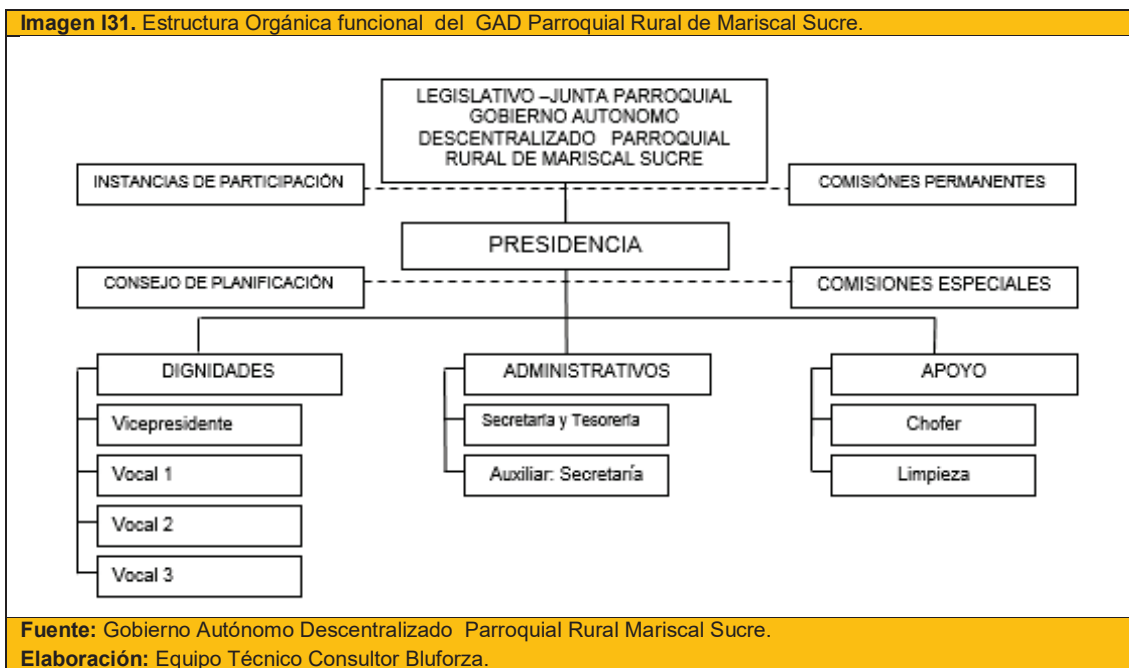 Imagen I31. Estructura Orgánica funcional del GAD Parroquial Rural de Mariscal Sucre.
LEGISLATIVO –JUNTA PARROQUIAL
GOBIERNO AUTONOMO
DESCENTRALIZADO PARROQUIAL
RURAL DE MARISCAL SUCRE
INSTANCIAS DE PARTICIPACIÓN
COMISIÓNES PERMANENTES
PRESIDENCIA
CONSEJO DE PLANIFICACIÓN
COMISIONES ESPECIALES
DIGNIDADES
Vicepresidente
Vocal 1
Vocal 2
Vocal 3
ADMINISTRATIVOS
Secretaría y Tesorería
Auxiliar: Secretaría
APOYO
Chofer
Limpieza
Fuente: Gobierno Autónomo Descentralizado Parroquial Rural Mariscal Sucre.
Elaboración: Equipo Técnico Consultor Bluforza.